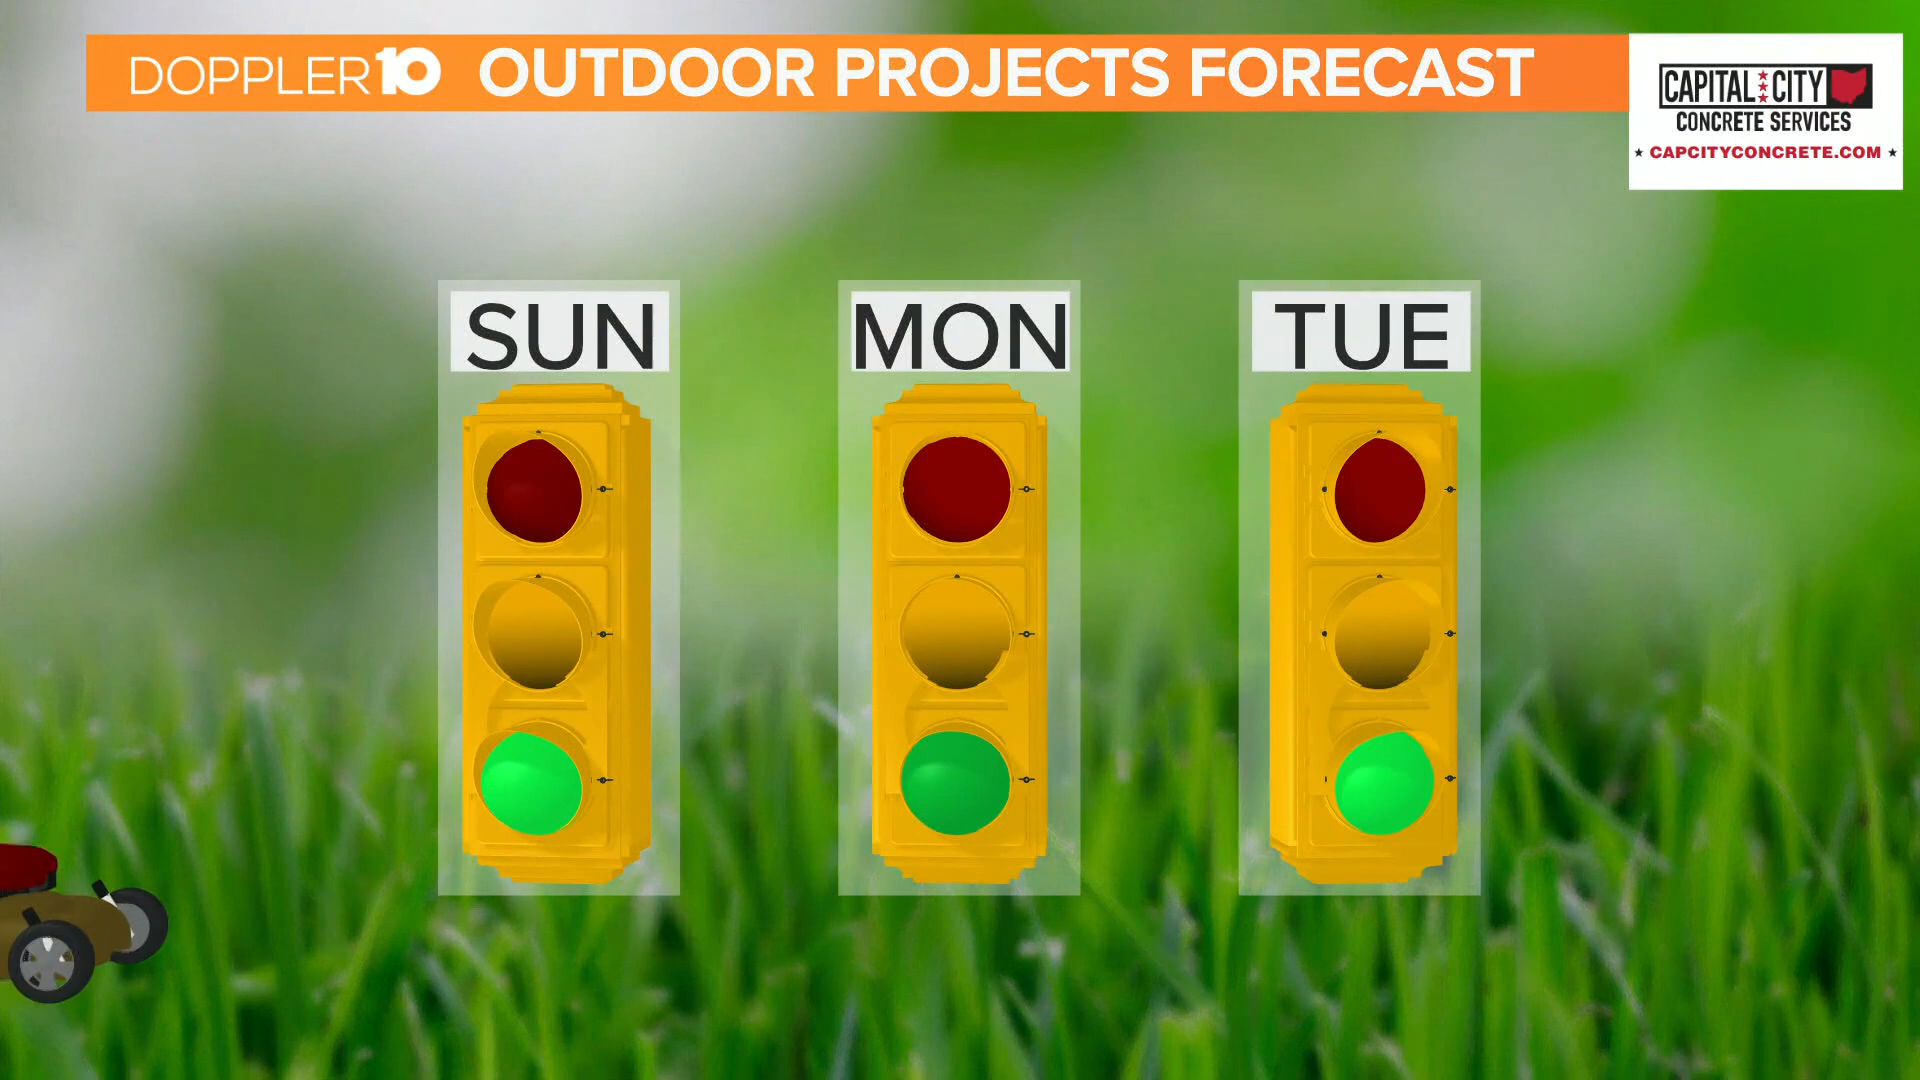 DOPPLER10 OUTDOOR PROJECTS FORECAST
CAPITAL CITY
CONCRETE SERVICES
★ CAPCITYCONCRETE.COM ★
SUN MON TUE